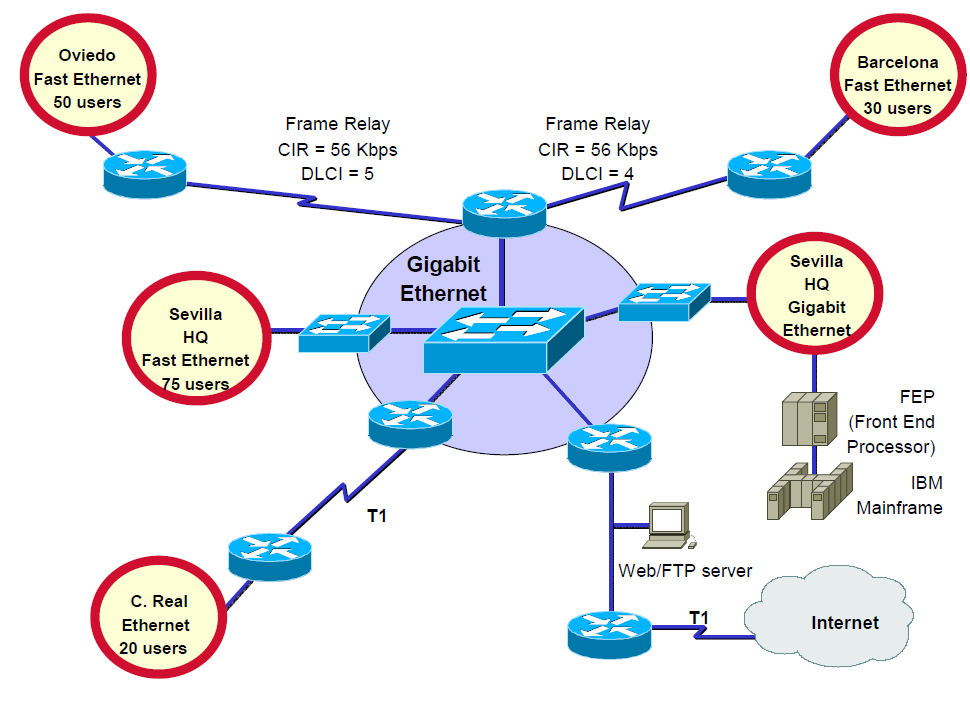 Oviedo
Fast Ethernet
50 users
Barcelona
Fast Ethernet
30 users
Frame Relay
CIR = 56 Kbps
DLCI = 5
Frame Relay
CIR = 56 Kbps
DLCI = 4
Gigabit
Ethernet
Sevilla
HQ
Gigabit
Ethernet
Sevilla
HQ
Fast Ethernet
75 users
FEP
(Front End
Processor)
IBM
Mainframe
T1
Web/FTP server
C. Real
Ethernet
20 users
T1
Internet